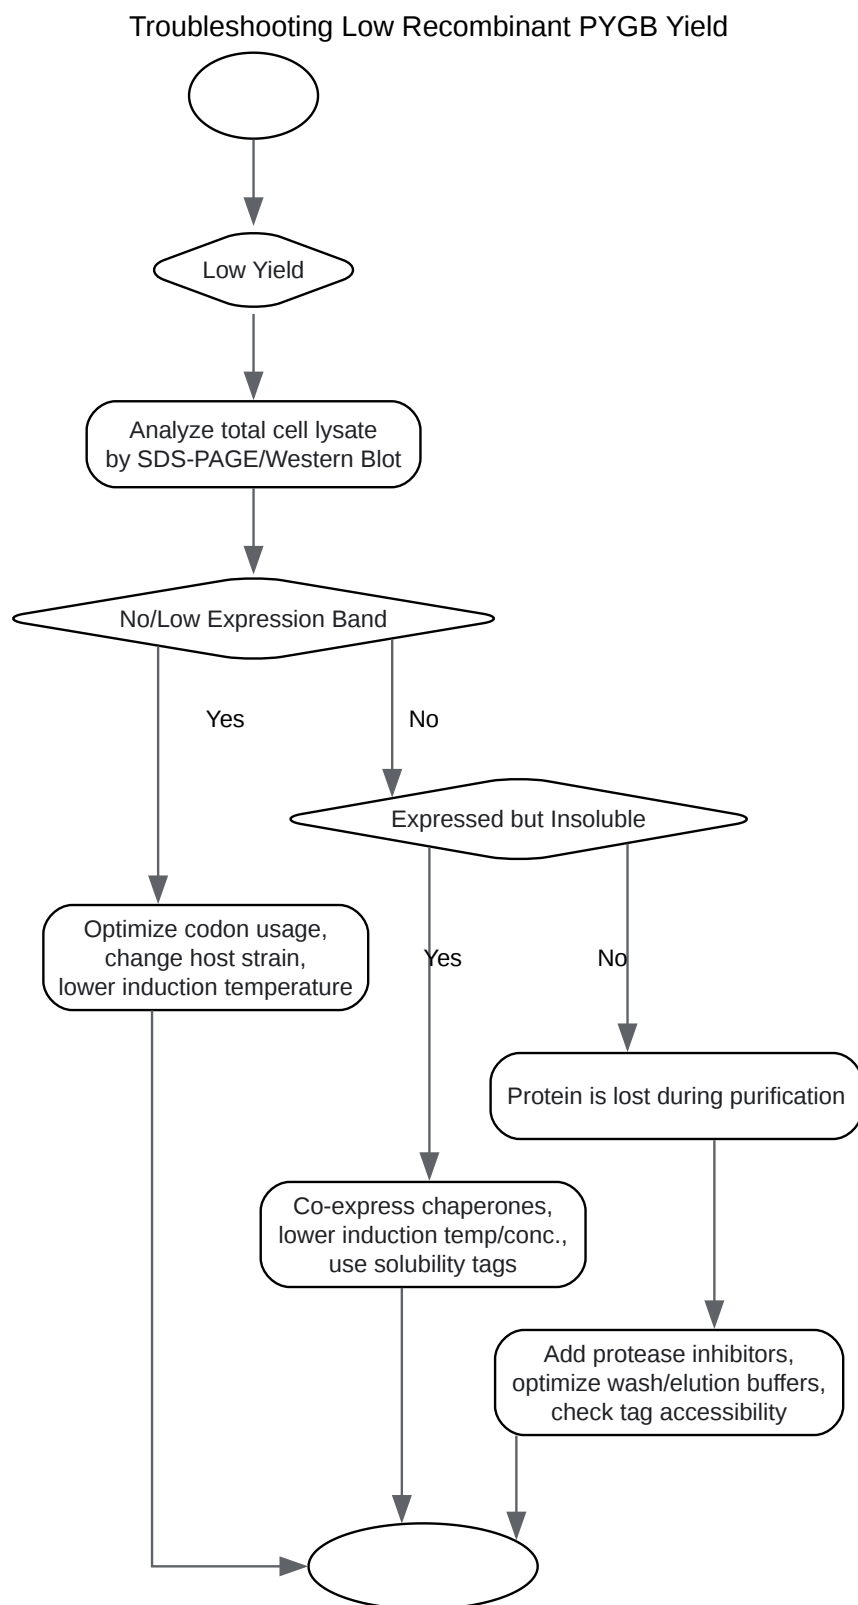 Troubleshooting Low Recombinant PYGB Yield
Low Yield
Analyze total cell lysate
by SDS-PAGE/Western Blot
No/Low Expression Band
Yes
No
Expressed but Insoluble
Optimize codon usage,
change host strain,
lower induction temperature
Yes
No
Protein is lost during purification
Co-express chaperones,
lower induction temp/conc.,
use solubility tags
Add protease inhibitors,
optimize wash/elution buffers,
check tag accessibility